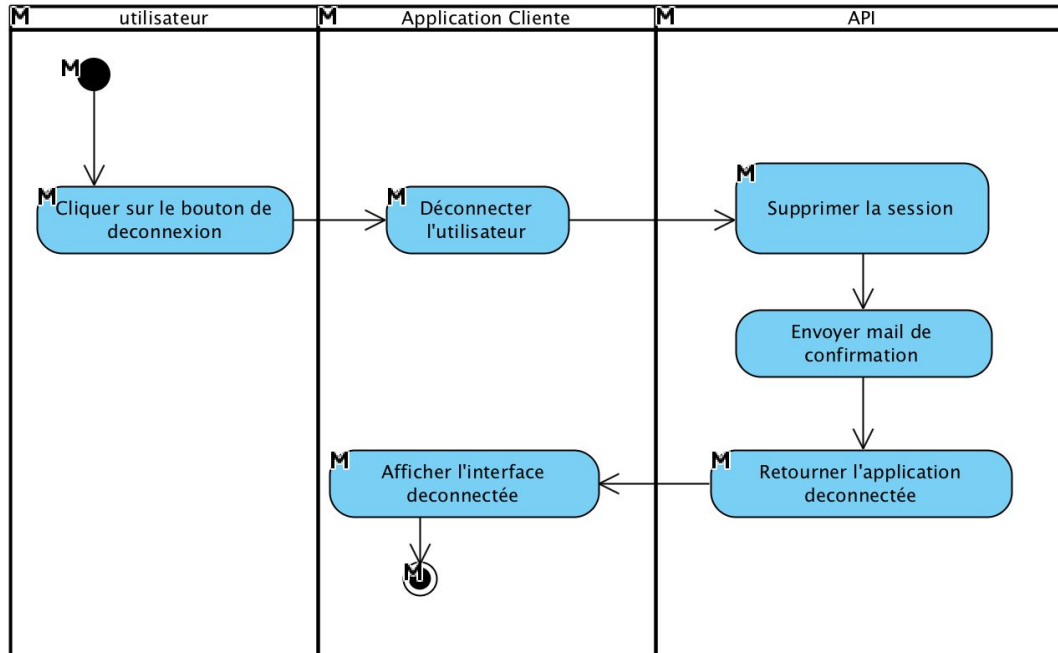 M utilisateur
M Application Cliente
M API
M
M
Cliquer sur le bouton de
deconnexion
M
Déconnecter
l'utilisateur
M
Supprimer la session
Envoyer mail de
confirmation
M
Retourner l'application
deconnectée
M
Afficher l'interface
deconnectée
M